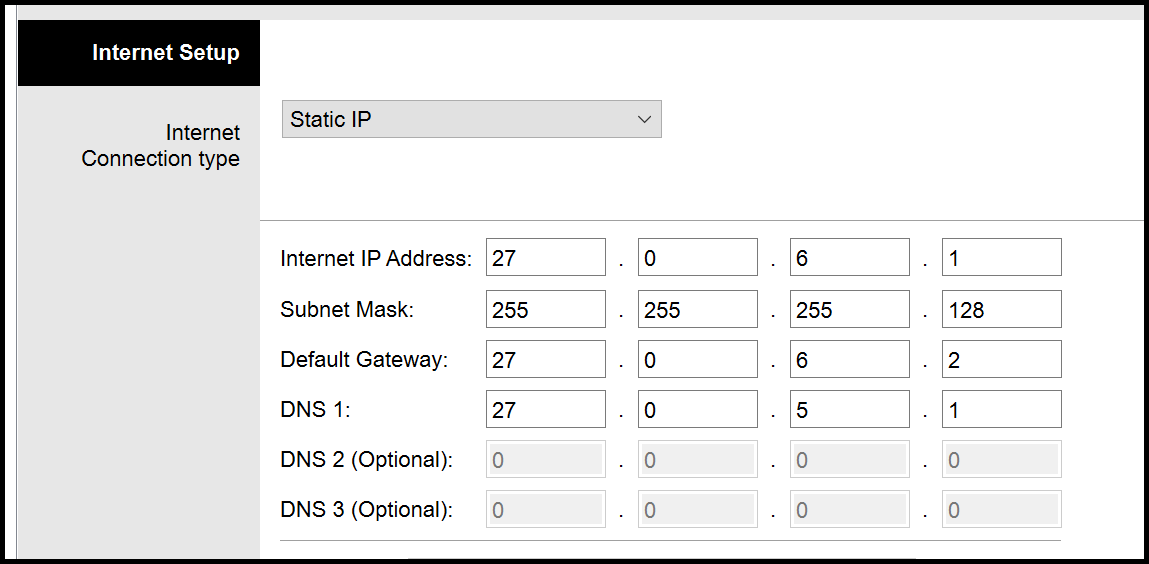 Internet Setup
Internet
Connection type
Static IP
Internet IP Address: 27 . 0 . 6 . 1
Subnet Mask: 255 . 255 . 255 . 128
Default Gateway: 27 . 0 . 6 . 2
DNS 1: 27 . 0 . 5 . 1
DNS 2 (Optional): 0 . 0 . 0 . 0
DNS 3 (Optional): 0 . 0 . 0 . 0